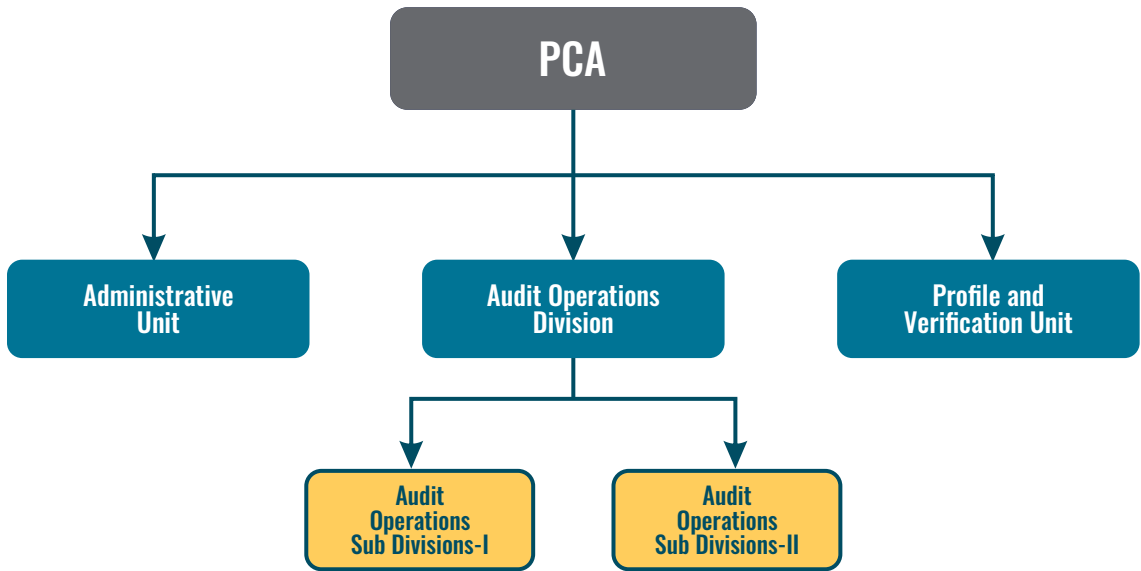 PCA
Administrative
Unit
Audit Operations
Division
Profile and
Verification Unit
Audit
Operations
Sub Divisions-I
Audit
Operations
Sub Divisions-II